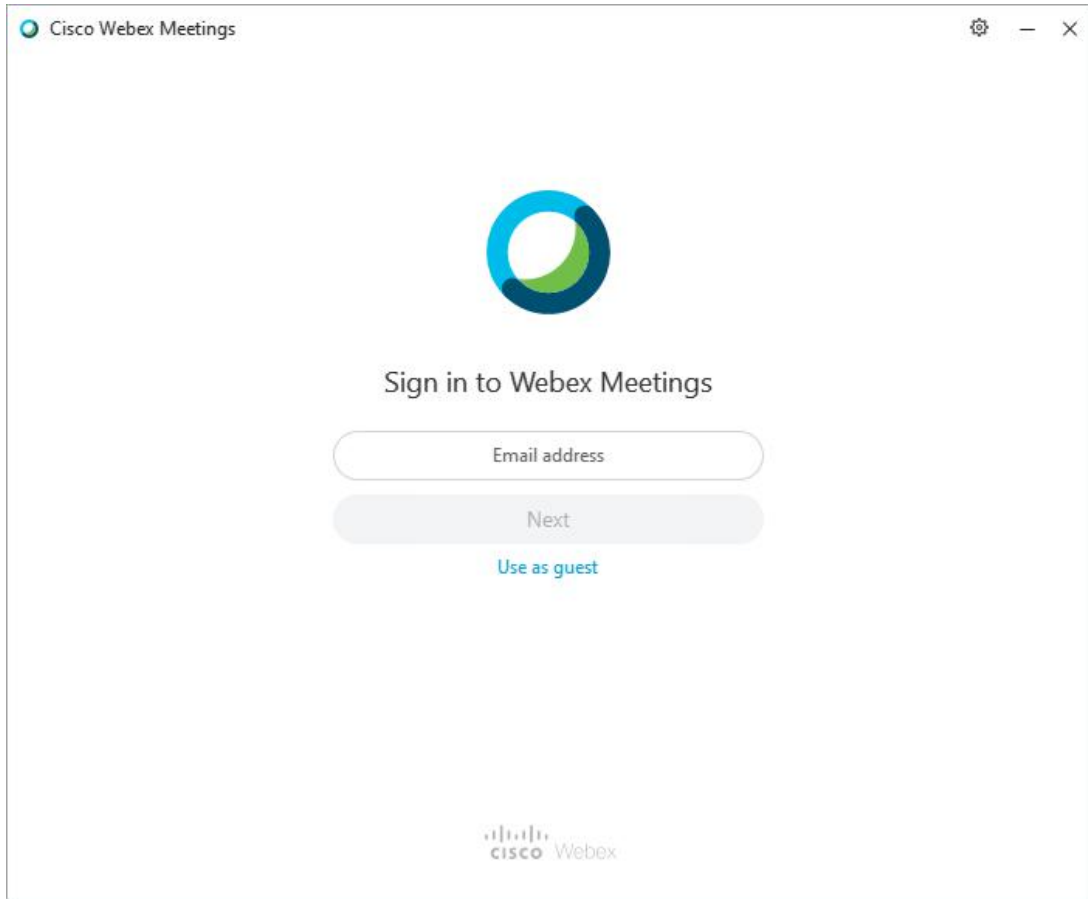 Cisco Webex Meetings
Sign in to Webex Meetings
Email address
Next
Use as guest
cisco Webex